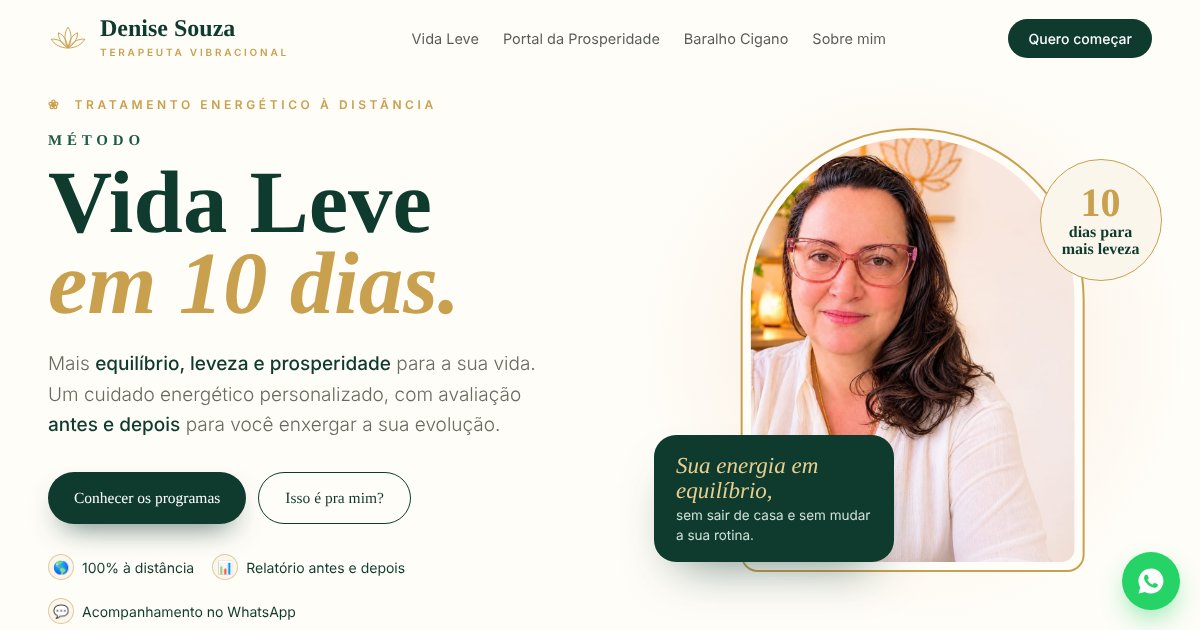 Denise Souza
TERAPEUTA VIBRACIONAL
Vida Leve
Portal da Prosperidade
Baralho Cigano
Sobre mim
Quero começar
TRATAMENTO ENERGÉTICO À DISTÂNCIA
MÉTODO
Vida Leve
em 10 dias.
Mais equilíbrio, leveza e prosperidade para a sua vida.
Um cuidado energético personalizado, com avaliação
antes e depois para você enxergar a sua evolução.
Conhecer os programas
Isso é pra mim?
100% à distância
Relatório antes e depois
Acompanhamento no WhatsApp
10
dias para
mais leveza
Sua energia em
equilíbrio,
sem sair de casa e sem mudar
a sua rotina.